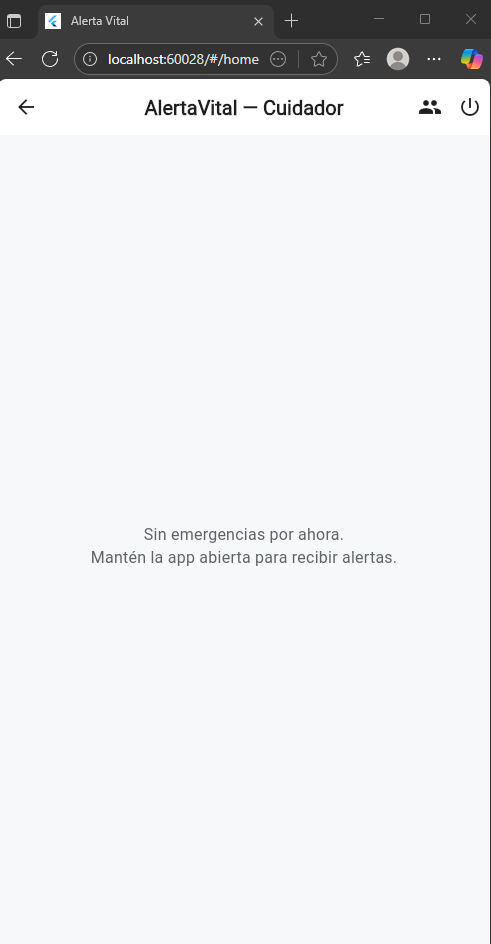 Alerta Vital
localhost:60028/#/home
AlertaVital — Cuidador
Sin emergencias por ahora.
Mantén la app abierta para recibir alertas.